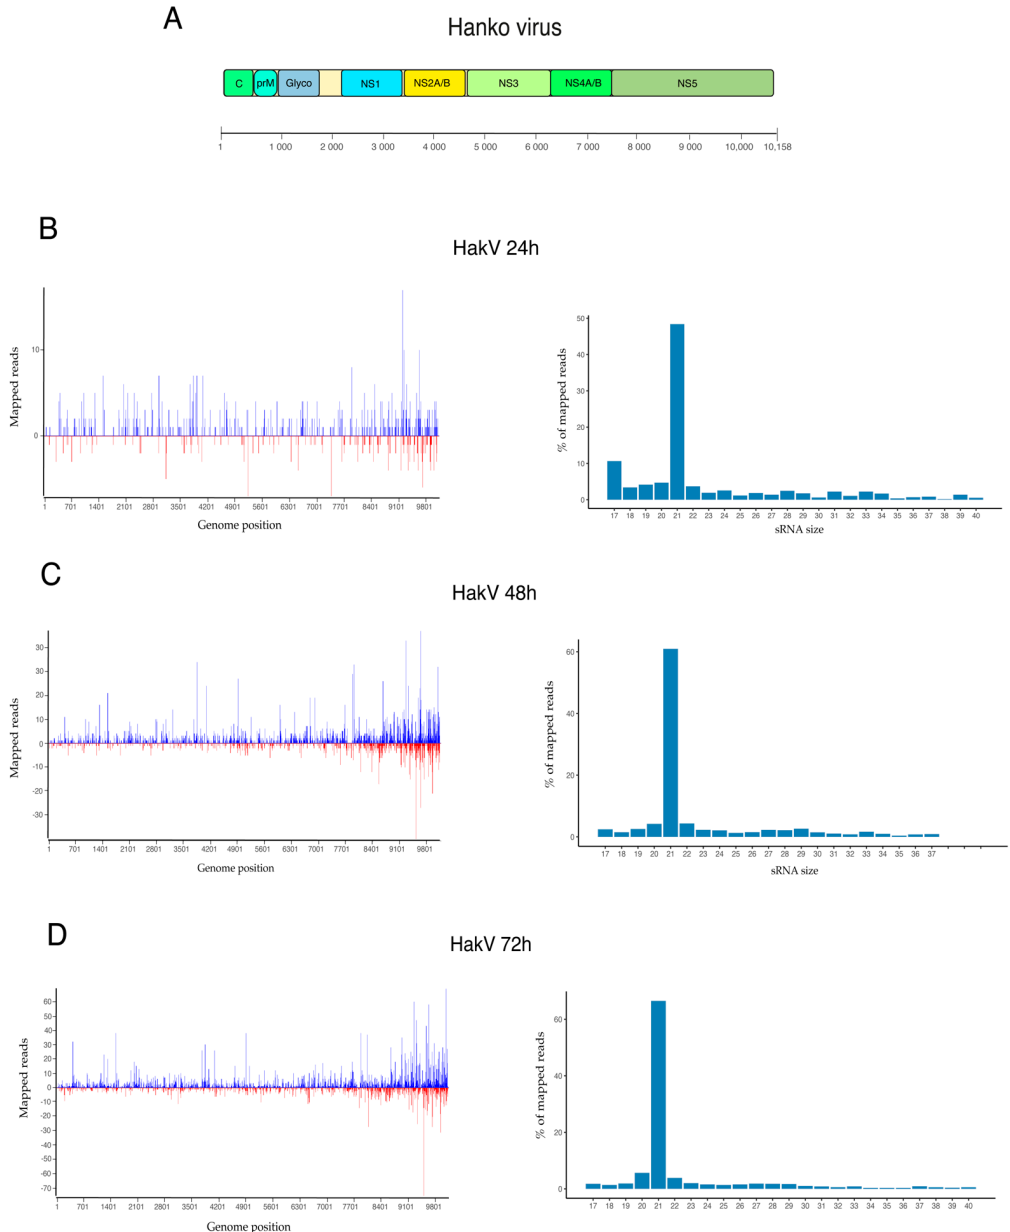 A
Hanko virus
C prM Glyco NS1 NS2A/B NS3 NS4A/B NS5
1 1 000 2 000 3 000 4 000 5 000 6 000 7 000 8 000 9 000 10,000 10,158
B
HakV 24h
Mapped reads
10
0
1 701 1401 2101 2801 3501 4201 4901 5601 6301 7001 7701 8401 9101 9801
Genome position
% of mapped reads
50
40
30
20
10
0
17 18 19 20 21 22 23 24 25 26 27 28 29 30 31 32 33 34 35 36 37 38 39 40
sRNA size
C
HakV 48h
Mapped reads
30
30
20
10
0
-10
-20
-30
1 701 1401 2101 2801 3501 4201 4901 5601 6301 7001 7701 8401 9101 9801
Genome position
% of mapped reads
60
40
20
0
17 18 19 20 21 22 23 24 25 26 27 28 29 30 31 32 33 34 35 36 37
sRNA size
D
HakV 72h
Mapped reads
60
50
40
30
20
10
0
-10
-20
-30
-40
-50
-60
-70
1 701 1401 2101 2801 3501 4201 4901 5601 6301 7001 7701 8401 9101 9801
Genome position
% of mapped reads
60
40
20
0
17 18 19 20 21 22 23 24 25 26 27 28 29 30 31 32 33 34 35 36 37 38 39 40
sRNA size